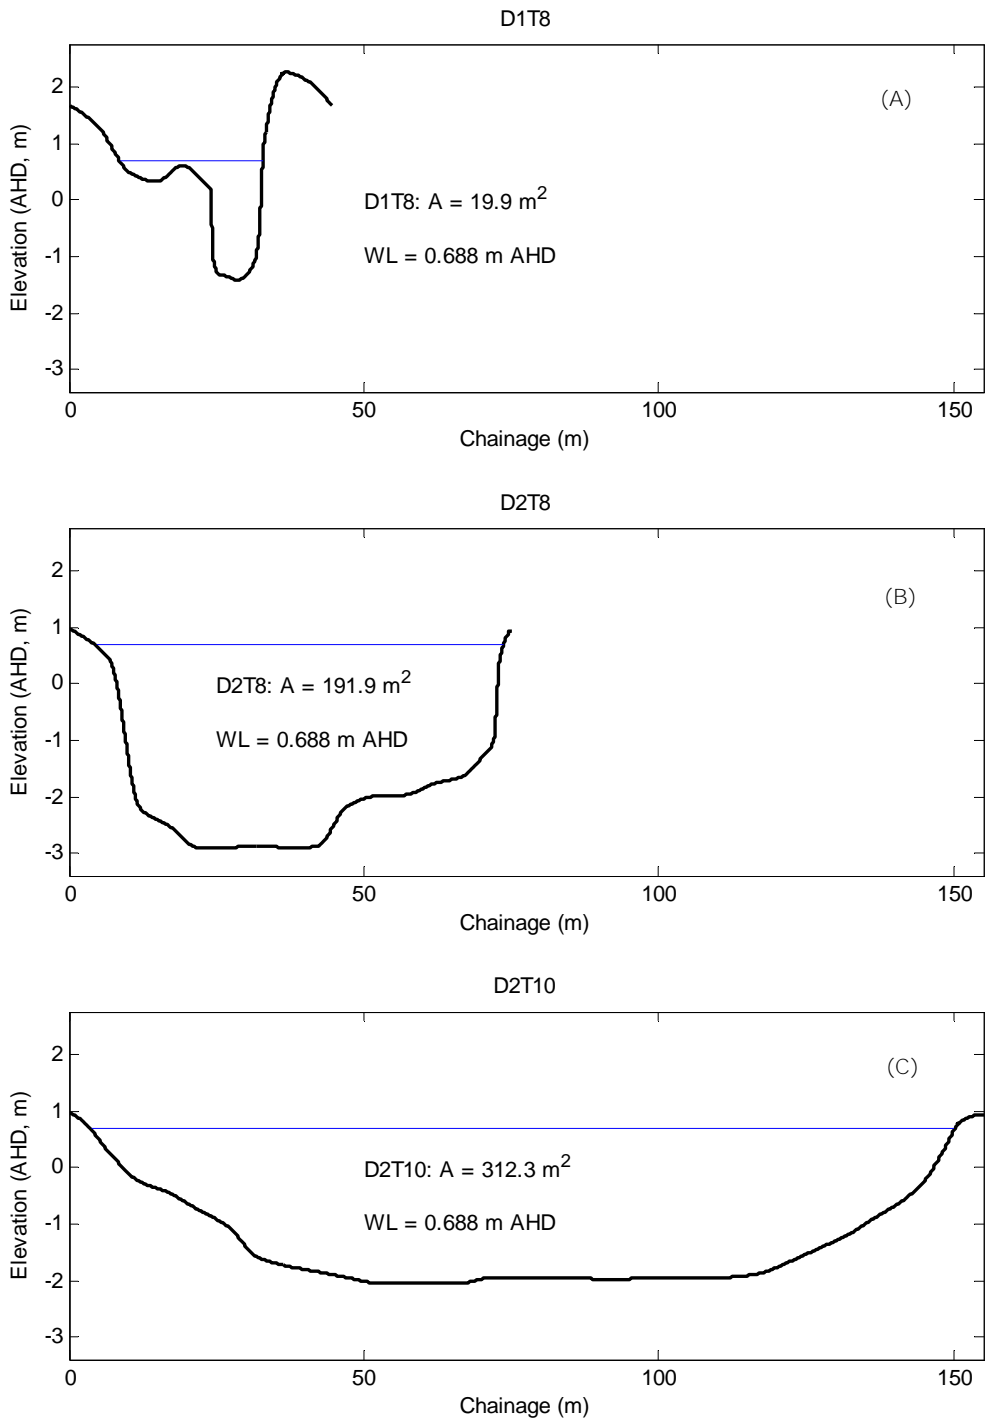 D1T8
2
1
0
-1
-2
-3
Elevation (AHD, m)
(A)
D1T8: A = 19.9 m²
WL = 0.688 m AHD
0 50 100 150
Chainage (m)
D2T8
2
1
0
-1
-2
-3
Elevation (AHD, m)
(B)
D2T8: A = 191.9 m²
WL = 0.688 m AHD
0 50 100 150
Chainage (m)
D2T10
2
1
0
-1
-2
-3
Elevation (AHD, m)
(C)
D2T10: A = 312.3 m²
WL = 0.688 m AHD
0 50 100 150
Chainage (m)